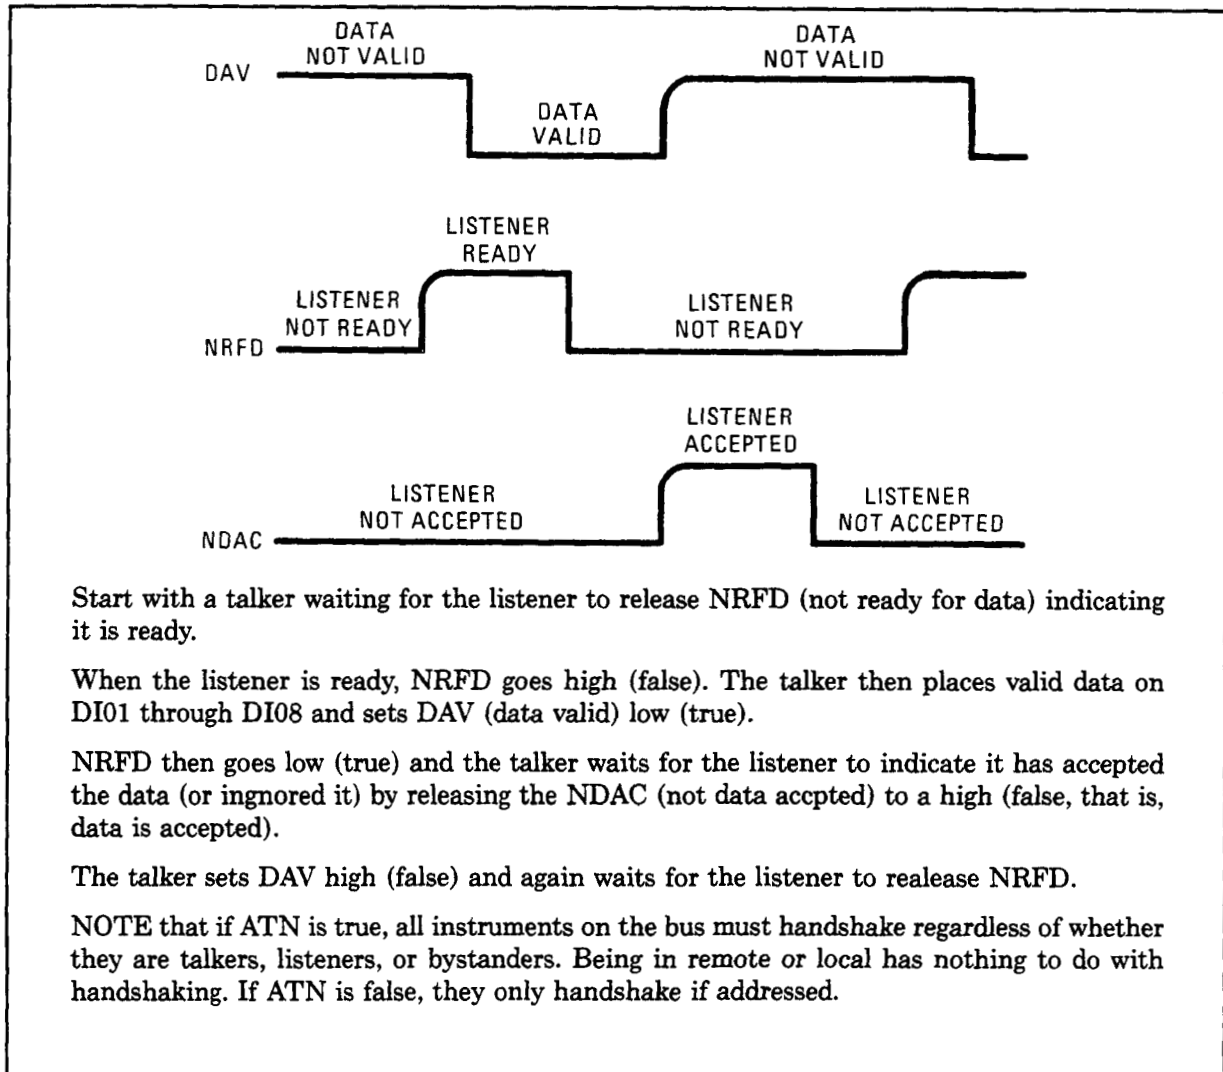 DATA
NOT VALID
DATA
NOT VALID
DAV
DATA
VALID
LISTENER
READY
LISTENER
NOT READY
LISTENER
NOT READY
NRFD
LISTENER
ACCEPTED
LISTENER
NOT ACCEPTED
LISTENER
NOT ACCEPTED
NDAC
Start with a talker waiting for the listener to release NRFD (not ready for data) indicating
it is ready.
When the listener is ready, NRFD goes high (false). The talker then places valid data on
DI01 through DI08 and sets DAV (data valid) low (true).
NRFD then goes low (true) and the talker waits for the listener to indicate it has accepted
the data (or ingnored it) by releasing the NDAC (not data accpted) to a high (false, that is,
data is accepted).
The talker sets DAV high (false) and again waits for the listener to realease NRFD.
NOTE that if ATN is true, all instruments on the bus must handshake regardless of whether
they are talkers, listeners, or bystanders. Being in remote or local has nothing to do with
handshaking. If ATN is false, they only handshake if addressed.